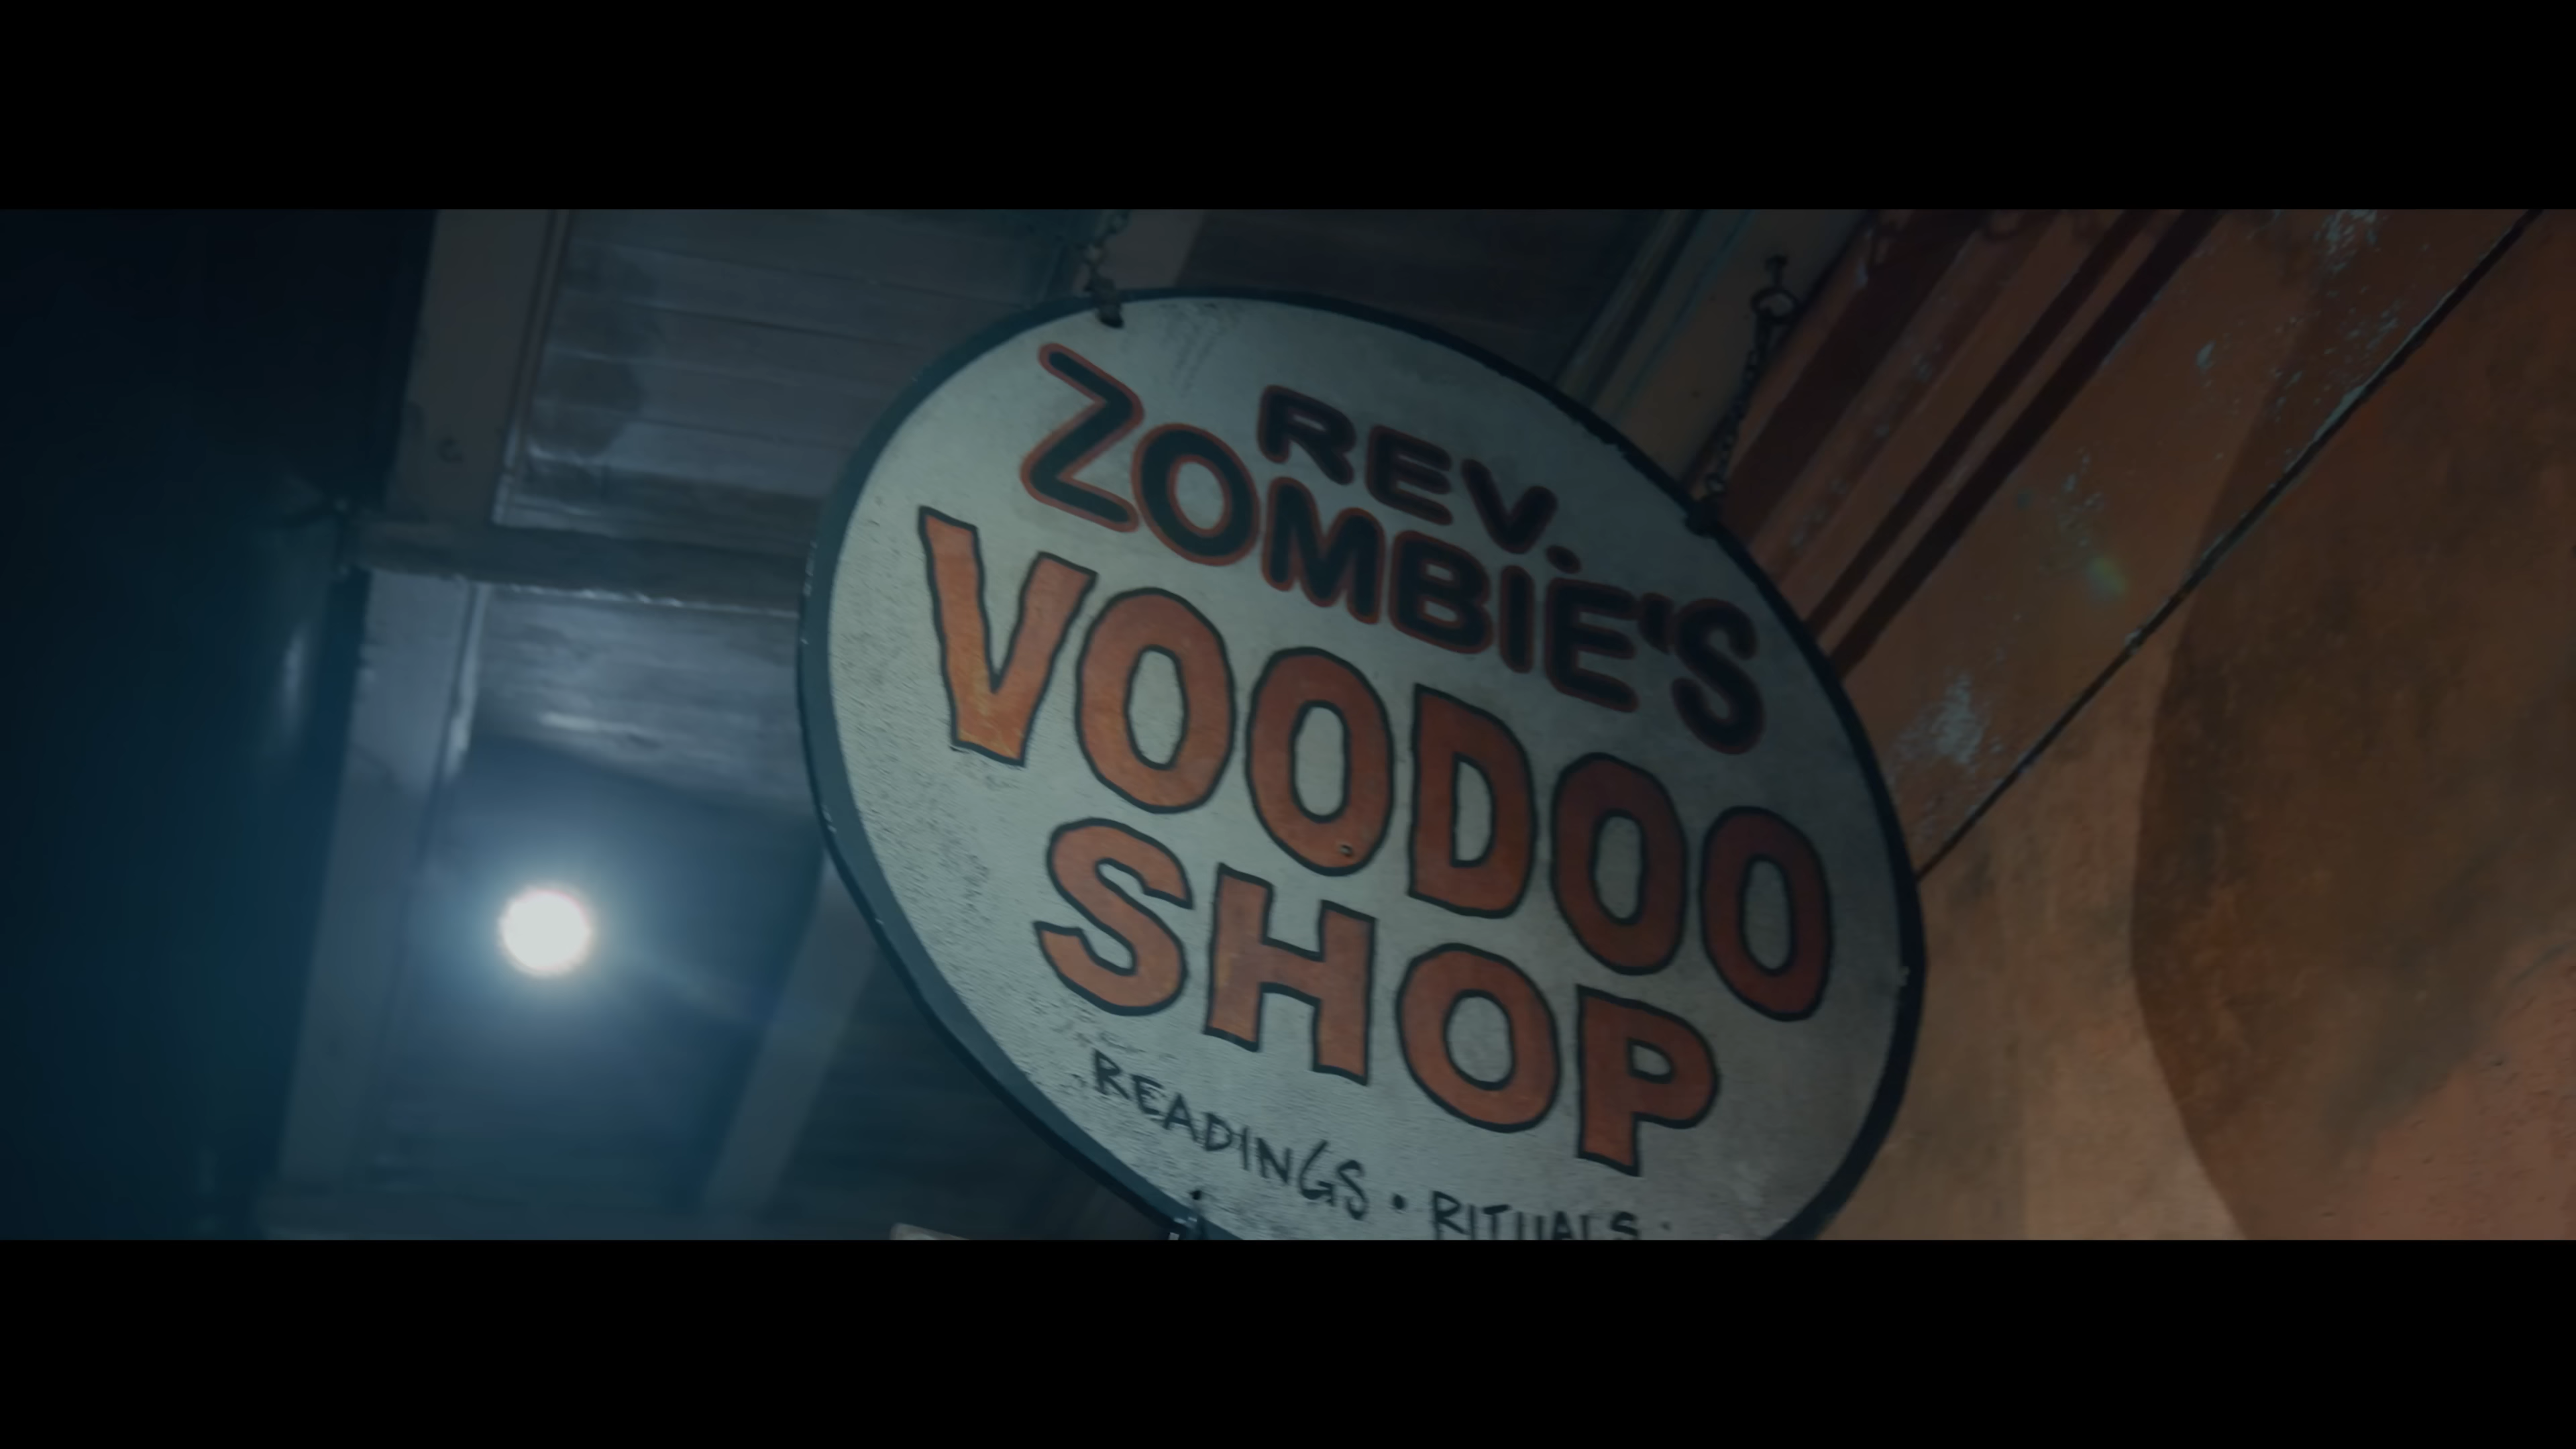 REV.
ZOMBIE'S
VOODOO
SHOP
READINGS • RITUALS •